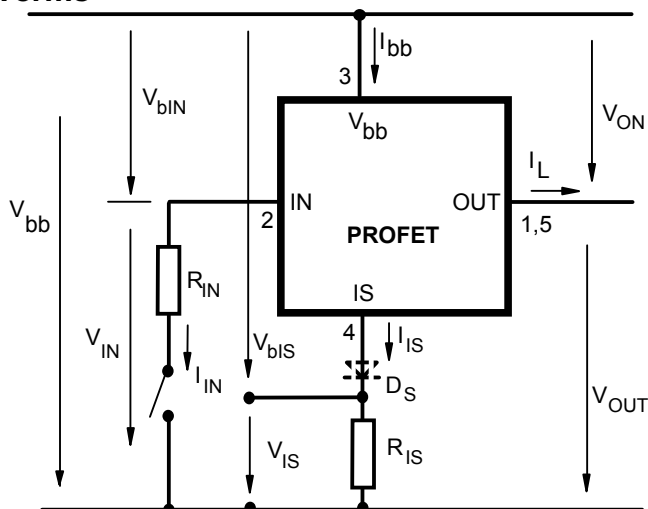 I_bb
3
V_bIN
V_bb
V_ON
I_L
IN
OUT
2
PROFET
1,5
V_bb
R_IN
IS
4
I_IS
V_IN
I_IN
V_bIS
D_S
V_OUT
V_IS
R_IS